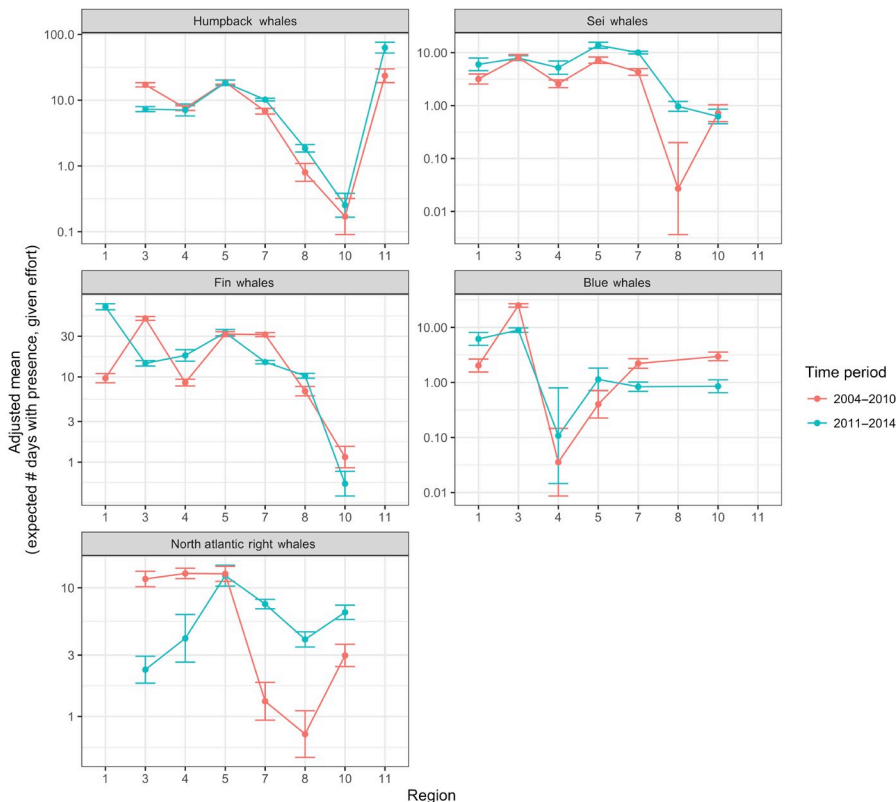 Humpback whales
100.0
10.0
1.0
0.1
1 3 4 5 7 8 10 11
Sei whales
10.00
1.00
0.10
0.01
1 3 4 5 7 8 10 11
Fin whales
30
10
3
1
1 3 4 5 7 8 10 11
Blue whales
10.00
1.00
0.10
0.01
1 3 4 5 7 8 10 11
North atlantic right whales
10
3
1
1 3 4 5 7 8 10 11
Adjusted mean
(expected # days with presence, given effort)
Region
Time period
2004–2010
2011–2014